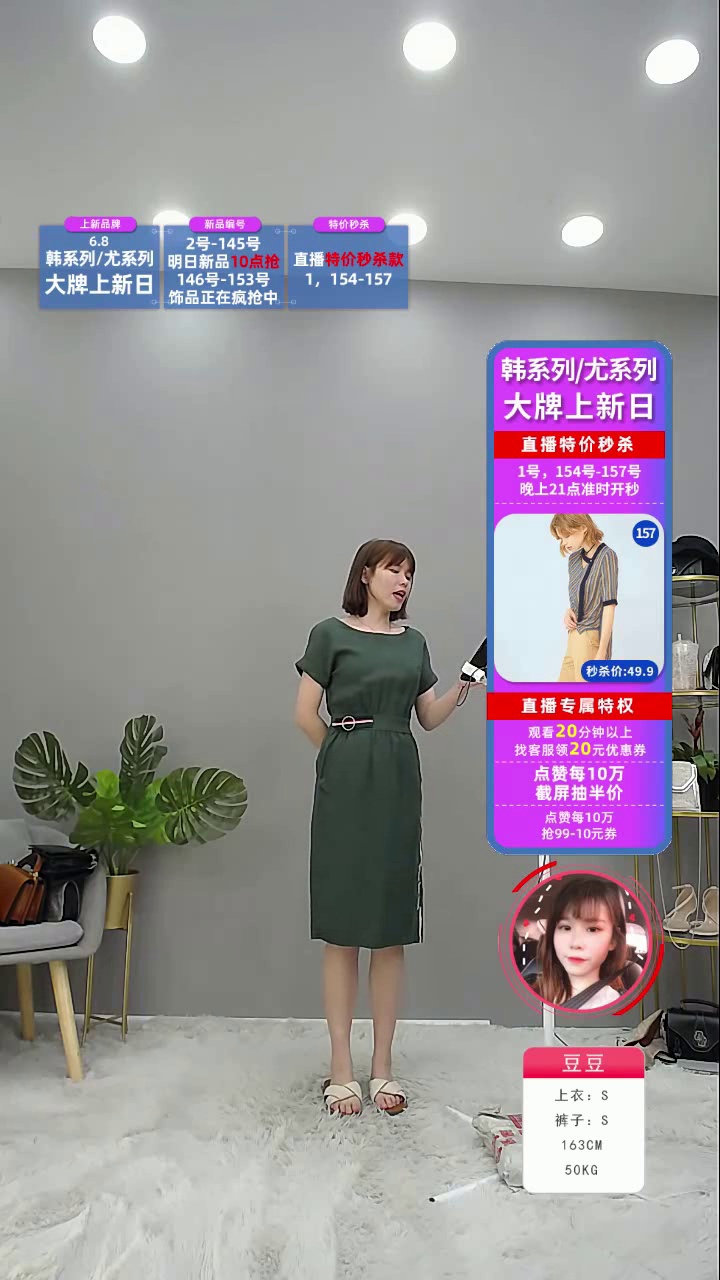 上新品牌
6.8
韩系列/尤系列
大牌上新日
新品编号
2号-145号
明日新品10点抢
146号-153号
饰品正在疯抢中
特价秒杀
直播特价秒杀款
1，154-157
韩系列/尤系列
大牌上新日
直播特价秒杀
1号，154号-157号
晚上21点准时开秒
157
秒杀价:49.9
直播专属特权
观看20分钟以上
找客服领20元优惠券
点赞每10万
截屏抽半价
点赞每10万
抢99-10元券
豆豆
上衣：S
裤子：S
163CM
50KG